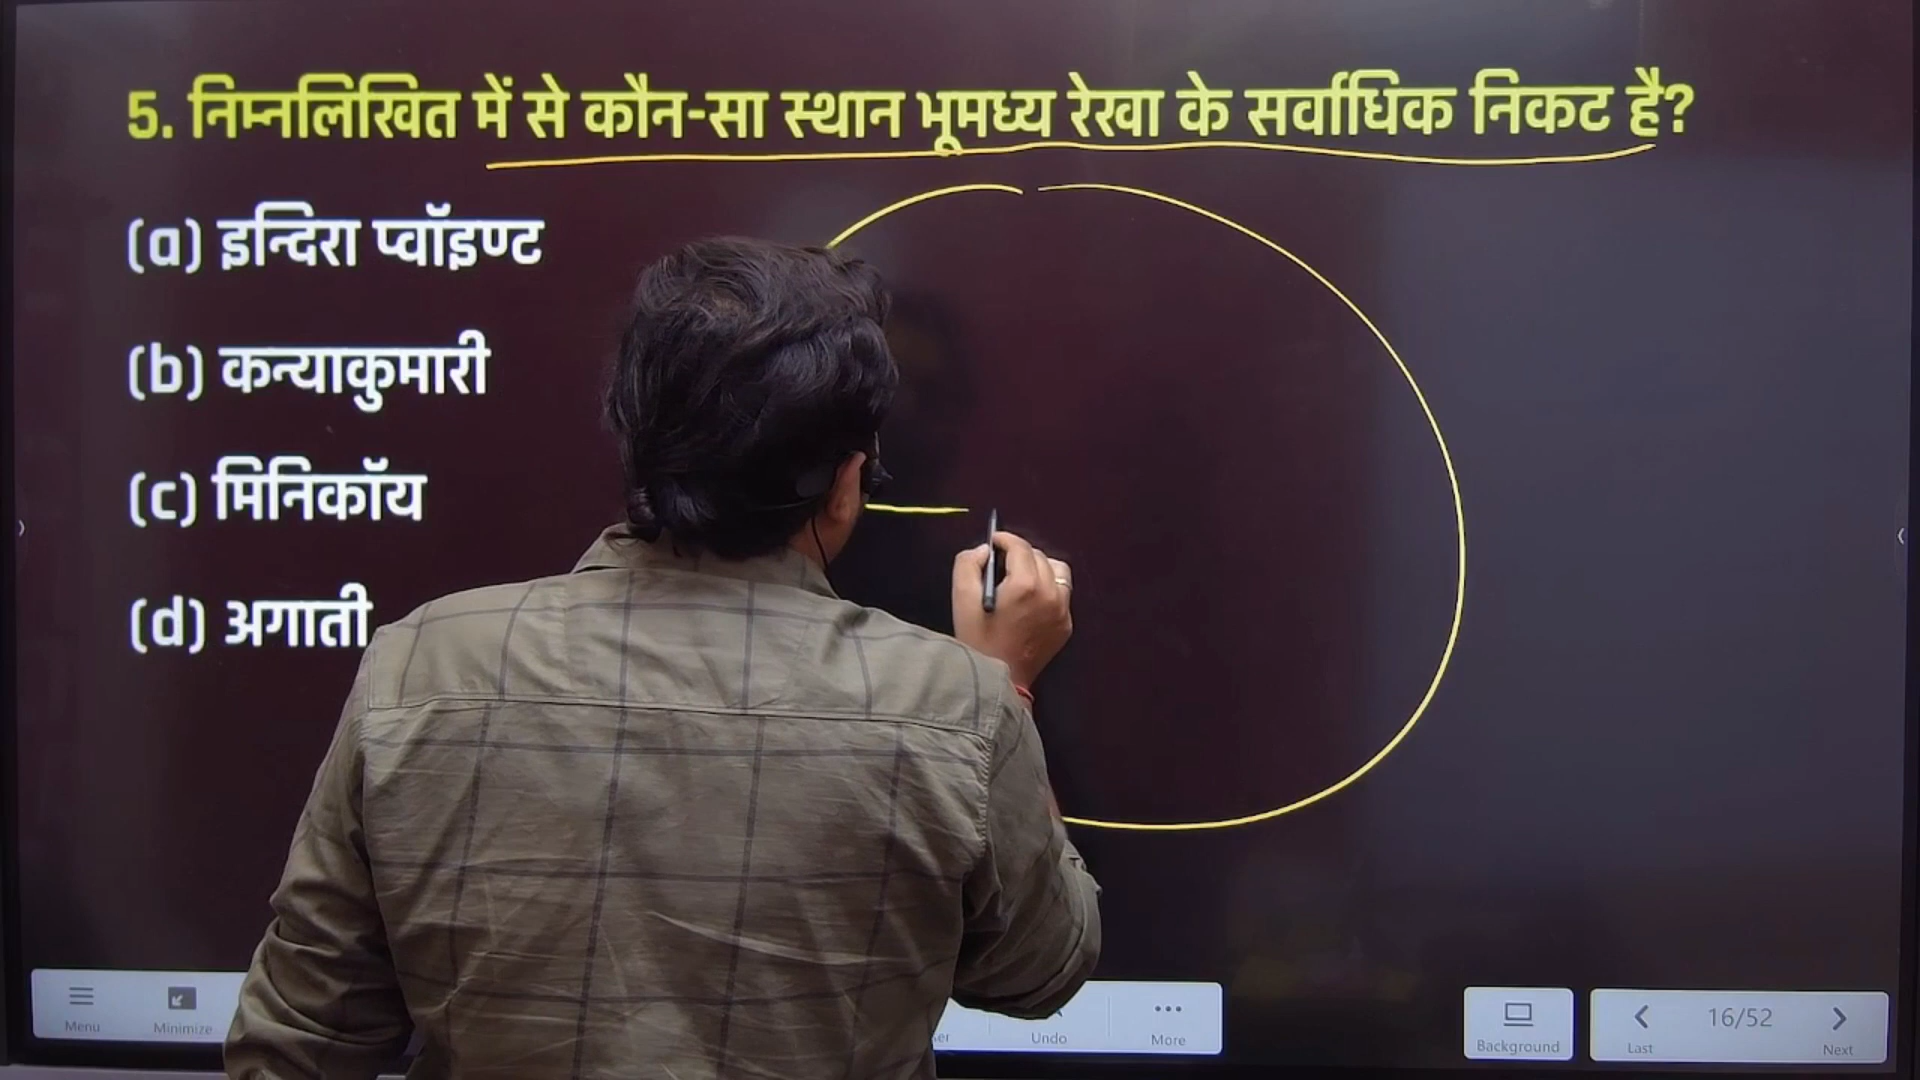 5. निम्नलिखित में से कौन-सा स्थान भूमध्य रेखा के सर्वाधिक निकट है?
(a) इन्दिरा प्वॉइण्ट
(b) कन्याकुमारी
(c) मिनिकॉय
(d) अगाती
Menu
Minimize
Undo
More
Background
16/52
Last
Next